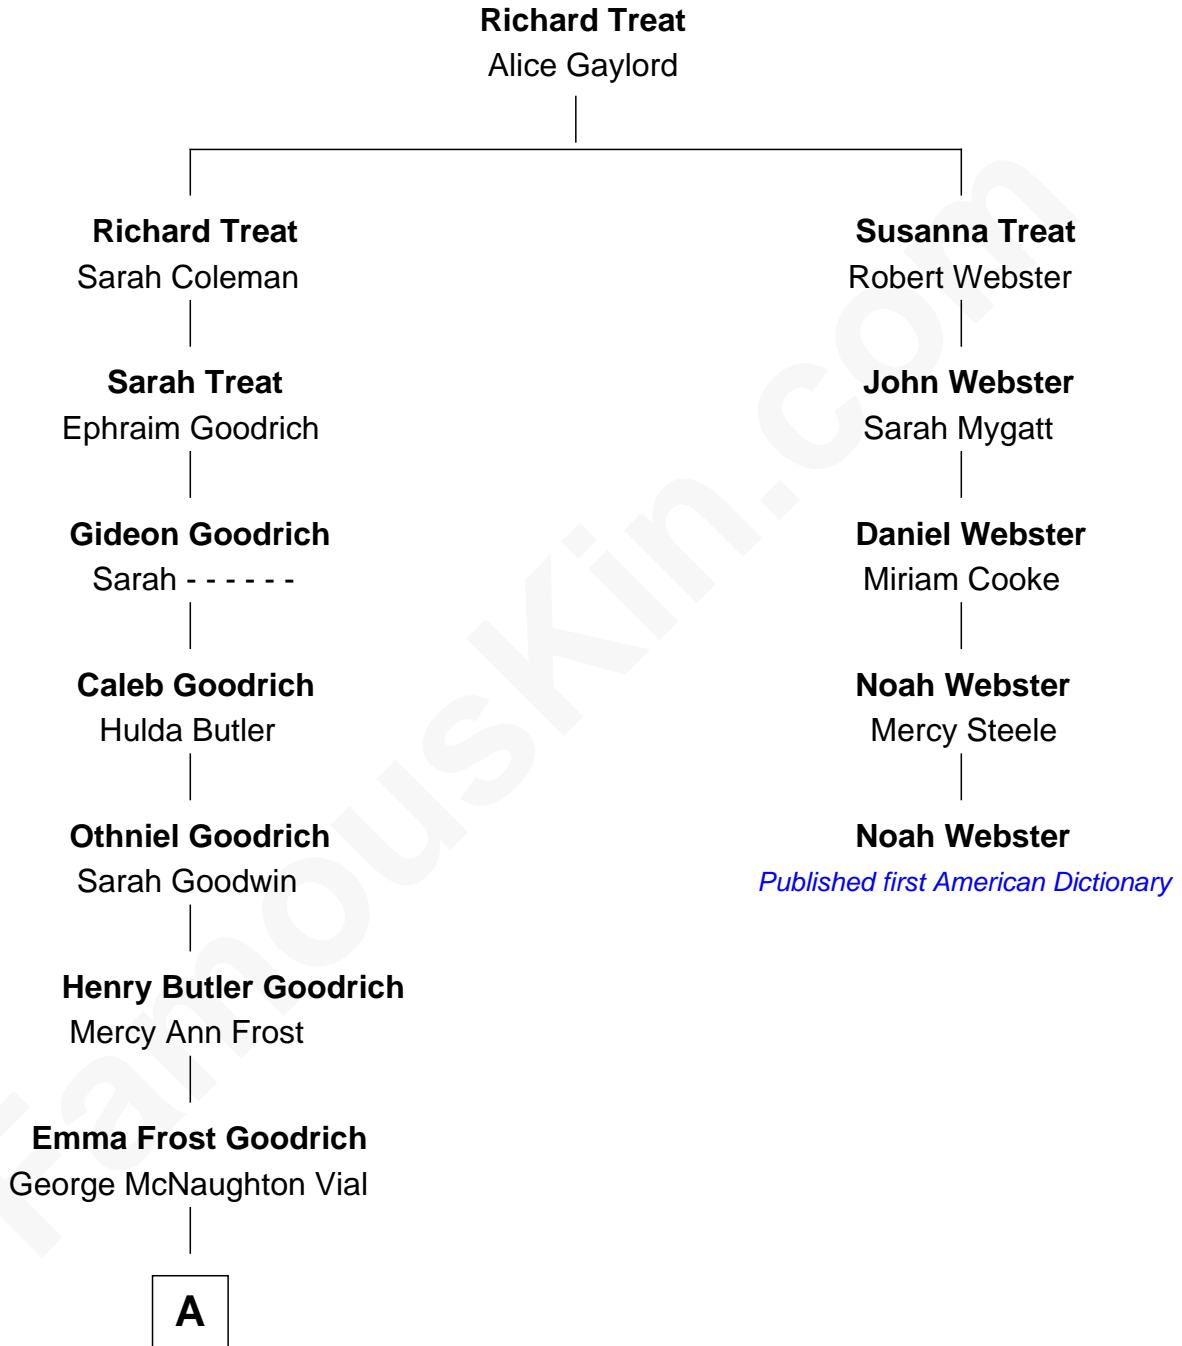 Richard Treat
Alice Gaylord
Richard Treat
Sarah Coleman
Susanna Treat
Robert Webster
Sarah Treat
Ephraim Goodrich
John Webster
Sarah Mygatt
Gideon Goodrich
Sarah - - - - - -
Daniel Webster
Miriam Cooke
Caleb Goodrich
Hulda Butler
Noah Webster
Mercy Steele
Othniel Goodrich
Sarah Goodwin
Noah Webster
Published first American Dictionary
Henry Butler Goodrich
Mercy Ann Frost
Emma Frost Goodrich
George McNaughton Vial
A
FamousKin.com